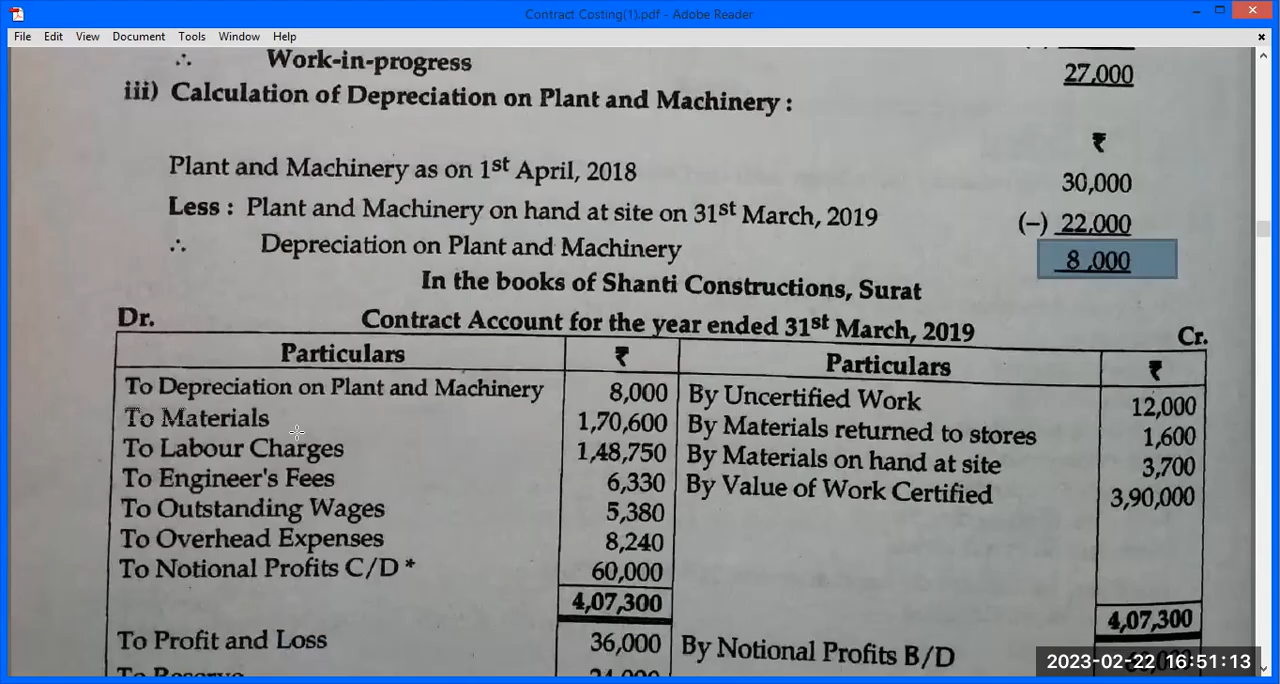 Contract Costing(1).pdf - Adobe Reader
File Edit View Document Tools Window Help
∴ Work-in-progress 27,000
iii) Calculation of Depreciation on Plant and Machinery :
₹
Plant and Machinery as on 1st April, 2018 30,000
Less : Plant and Machinery on hand at site on 31st March, 2019 (–) 22,000
∴ Depreciation on Plant and Machinery 8,000
In the books of Shanti Constructions, Surat
Dr. Contract Account for the year ended 31st March, 2019 Cr.
Particulars ₹ Particulars ₹
To Depreciation on Plant and Machinery 8,000 By Uncertified Work 12,000
To Materials 1,70,600 By Materials returned to stores 1,600
To Labour Charges 1,48,750 By Materials on hand at site 3,700
To Engineer's Fees 6,330 By Value of Work Certified 3,90,000
To Outstanding Wages 5,380
To Overhead Expenses 8,240
To Notional Profits C/D * 60,000
4,07,300 4,07,300
To Profit and Loss 36,000 By Notional Profits B/D
2023-02-22 16:51:13